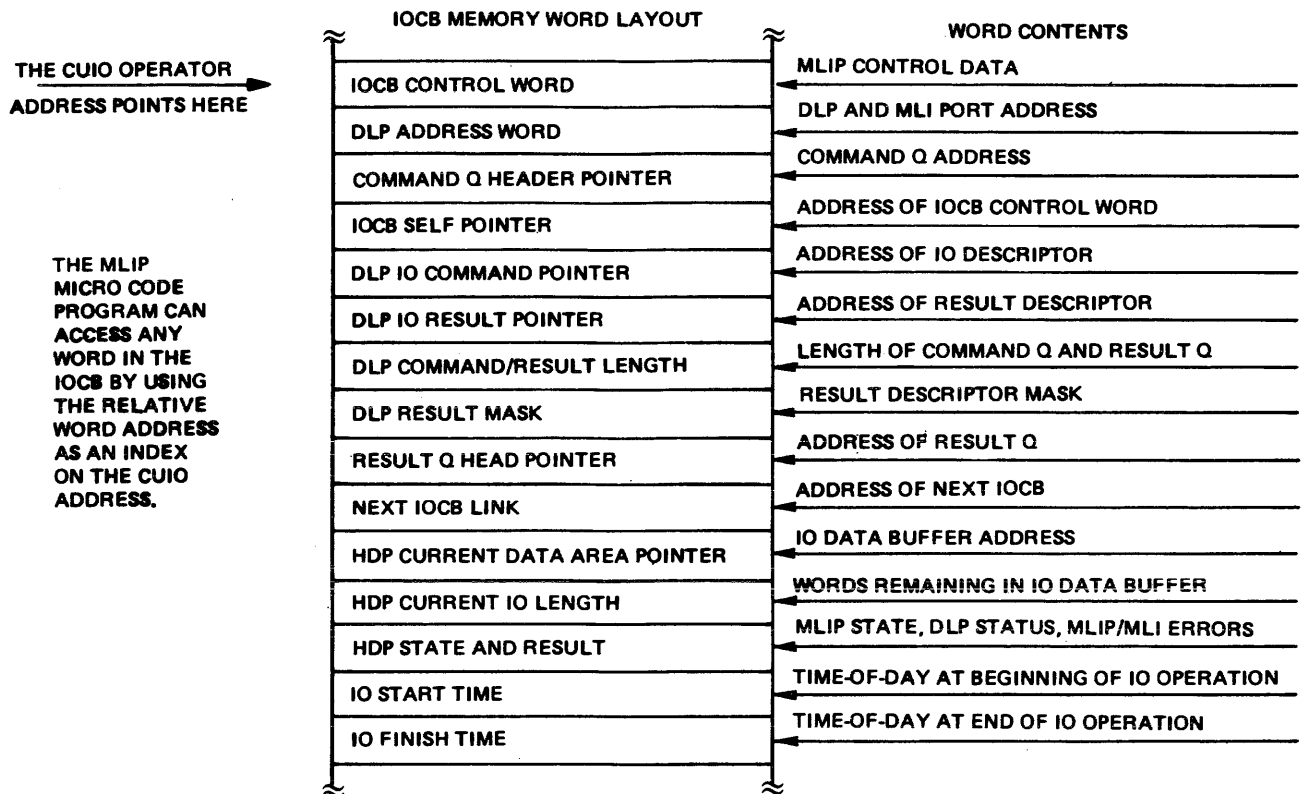 IOCB MEMORY WORD LAYOUT
WORD CONTENTS
THE CUIO OPERATOR
ADDRESS POINTS HERE
IOCB CONTROL WORD
MLIP CONTROL DATA
DLP ADDRESS WORD
DLP AND MLI PORT ADDRESS
COMMAND Q HEADER POINTER
COMMAND Q ADDRESS
IOCB SELF POINTER
ADDRESS OF IOCB CONTROL WORD
DLP IO COMMAND POINTER
ADDRESS OF IO DESCRIPTOR
DLP IO RESULT POINTER
ADDRESS OF RESULT DESCRIPTOR
DLP COMMAND/RESULT LENGTH
LENGTH OF COMMAND Q AND RESULT Q
DLP RESULT MASK
RESULT DESCRIPTOR MASK
RESULT Q HEAD POINTER
ADDRESS OF RESULT Q
NEXT IOCB LINK
ADDRESS OF NEXT IOCB
HDP CURRENT DATA AREA POINTER
IO DATA BUFFER ADDRESS
HDP CURRENT IO LENGTH
WORDS REMAINING IN IO DATA BUFFER
HDP STATE AND RESULT
MLIP STATE, DLP STATUS, MLIP/MLI ERRORS
IO START TIME
TIME-OF-DAY AT BEGINNING OF IO OPERATION
IO FINISH TIME
TIME-OF-DAY AT END OF IO OPERATION
THE MLIP
MICRO CODE
PROGRAM CAN
ACCESS ANY
WORD IN THE
IOCB BY USING
THE RELATIVE
WORD ADDRESS
AS AN INDEX
ON THE CUIO
ADDRESS.